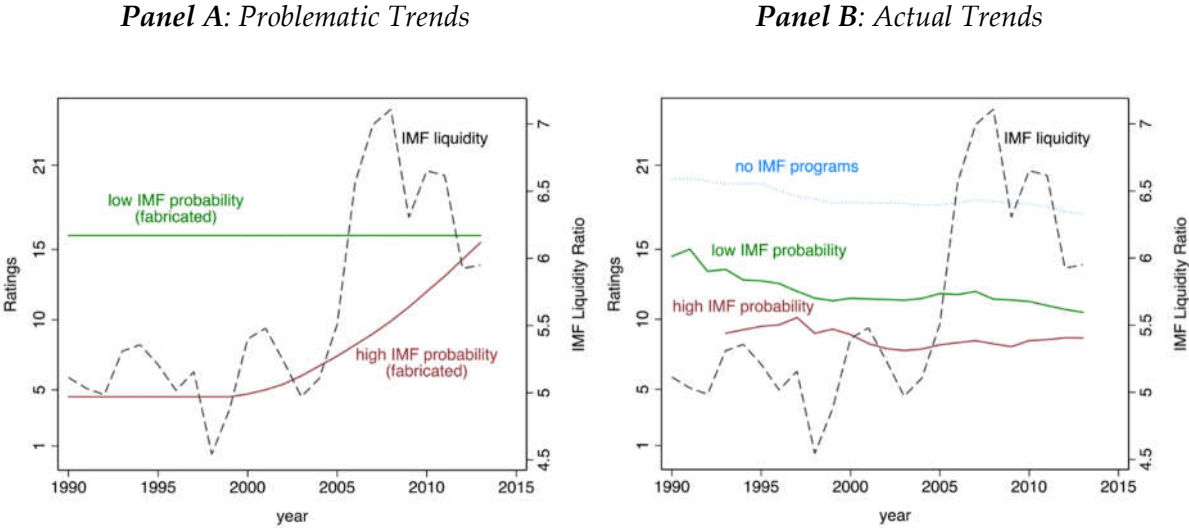 Panel A: Problematic Trends
Ratings
21
15
10
5
1
low IMF probability
(fabricated)
IMF liquidity
high IMF probability
(fabricated)
7
6.5
6
5.5
5
4.5
IMF Liquidity Ratio
1990 1995 2000 2005 2010 2015
year
Panel B: Actual Trends
Ratings
21
15
10
5
1
no IMF programs
IMF liquidity
low IMF probability
high IMF probability
7
6.5
6
5.5
5
4.5
IMF Liquidity Ratio
1990 1995 2000 2005 2010 2015
year